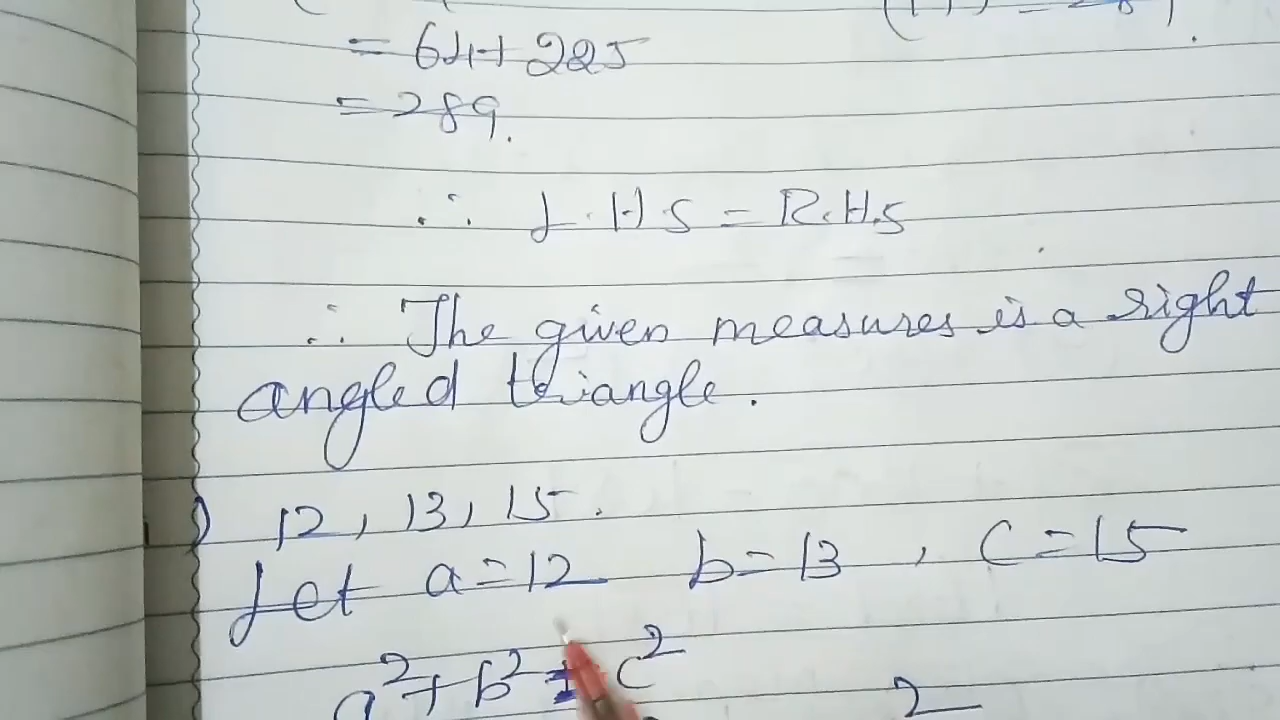 = 64+225
= 289.
∴ L.H.S = R.H.S
∴ The given measures is a right
angled triangle.
) 12, 13, 15.
Let a=12 b=13, c=15
a²+b² = c²
2